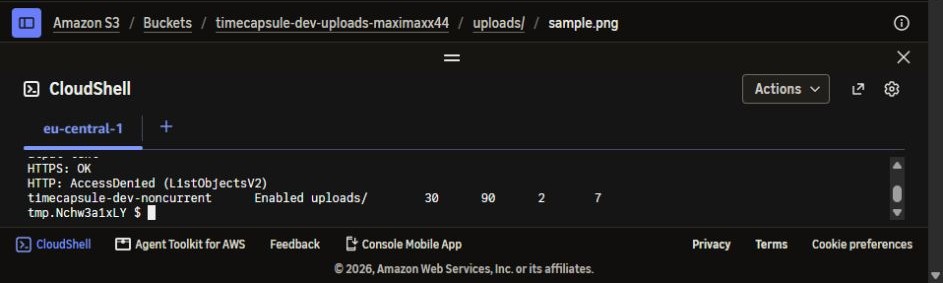 Amazon S3 / Buckets / timecapsule-dev-uploads-maximaxx44 / uploads/ / sample.png
CloudShell
Actions
eu-central-1 +
HTTPS: OK
HTTP: AccessDenied (ListObjectsV2)
timecapsule-dev-noncurrent Enabled uploads/ 30 90 2 7
tmp.Nchw3a1xLY $
CloudShell Agent Toolkit for AWS Feedback Console Mobile App Privacy Terms Cookie preferences
© 2026, Amazon Web Services, Inc. or its affiliates.